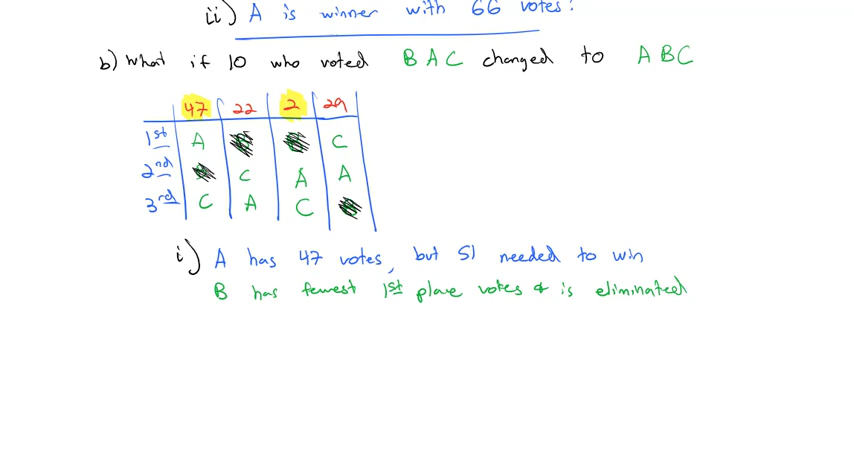 ii) A is winner with 66 votes!
b) What if 10 who voted B A C changed to A B C
47 22 2 29
1st A C
2nd C A A
3rd C A C
i) A has 47 votes, but 51 needed to win
B has fewest 1st place votes & is eliminated